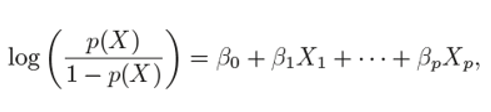 log ( p(X) / (1 − p(X)) ) = β₀ + β₁X₁ + ⋯ + βₚXₚ,